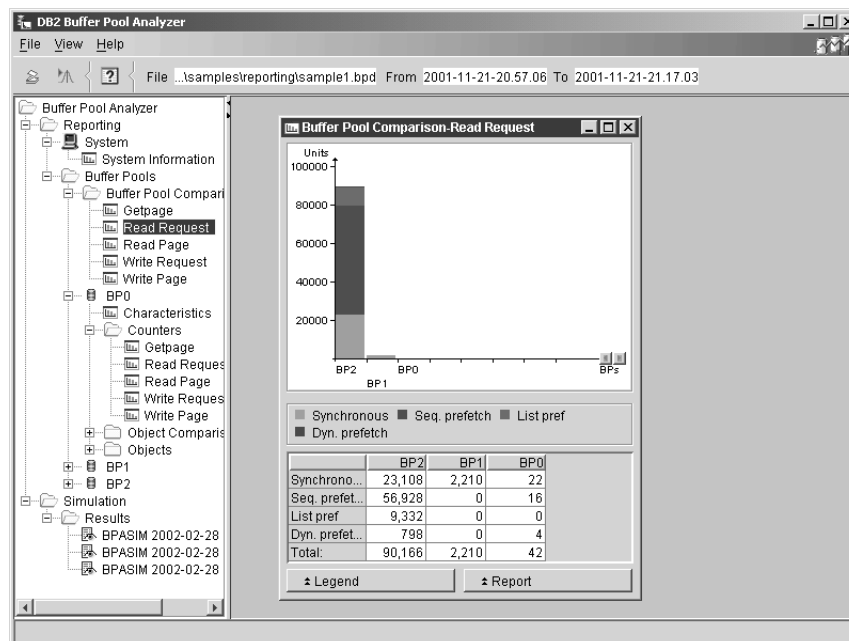 DB2 Buffer Pool Analyzer
File View Help
File ...\samples\reporting\sample1.bpd From 2001-11-21-20.57.06 To 2001-11-21-21.17.03
Buffer Pool Analyzer
Reporting
System
System Information
Buffer Pools
Buffer Pool Compari
Getpage
Read Request
Read Page
Write Request
Write Page
BP0
Characteristics
Counters
Getpage
Read Reques
Read Page
Write Reques
Write Page
Object Comparis
Objects
BP1
BP2
Simulation
Results
BPASIM 2002-02-28
BPASIM 2002-02-28
BPASIM 2002-02-28
Buffer Pool Comparison-Read Request
Units
100000
80000
60000
40000
20000
BP2 BP0 BPs
BP1
Synchronous Seq. prefetch List pref
Dyn. prefetch
BP2 BP1 BP0
Synchrono... 23,108 2,210 22
Seq. prefet... 56,928 0 16
List pref 9,332 0 0
Dyn. prefet... 798 0 4
Total: 90,166 2,210 42
Legend Report